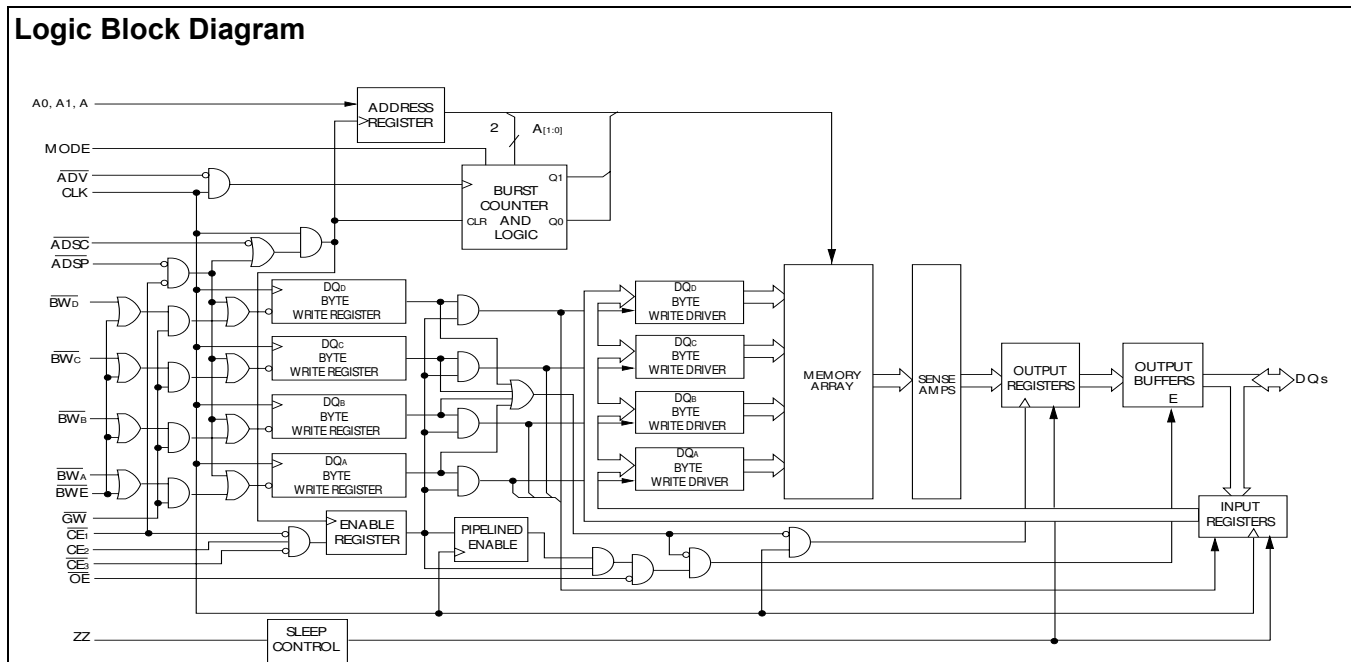 Logic Block Diagram
A0, A1, A
ADDRESS
REGISTER
2 A[1:0]
MODE
ADV
CLK
BURST
COUNTER
AND
LOGIC
Q1
CLR
Q0
ADSC
ADSP
BWD
DQD
BYTE
WRITE REGISTER
DQD
BYTE
WRITE DRIVER
BWC
DQC
BYTE
WRITE REGISTER
DQC
BYTE
WRITE DRIVER
BWB
DQB
BYTE
WRITE REGISTER
DQB
BYTE
WRITE DRIVER
BWA
BWE
DQA
BYTE
WRITE REGISTER
DQA
BYTE
WRITE DRIVER
MEMORY
ARRAY
SENSE
AMPS
OUTPUT
REGISTERS
OUTPUT
BUFFERS
E
DQs
INPUT
REGISTERS
GW
CE1
CE2
CE3
OE
ENABLE
REGISTER
PIPELINED
ENABLE
ZZ
SLEEP
CONTROL